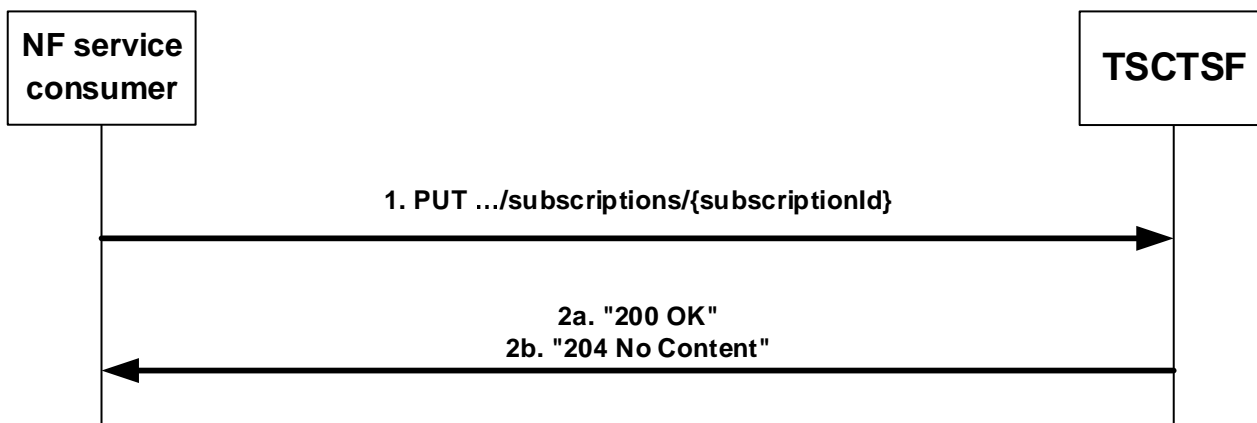 NF service
consumer
TSCTSF
1. PUT …/subscriptions/{subscriptionId}
2a. "200 OK"
2b. "204 No Content"